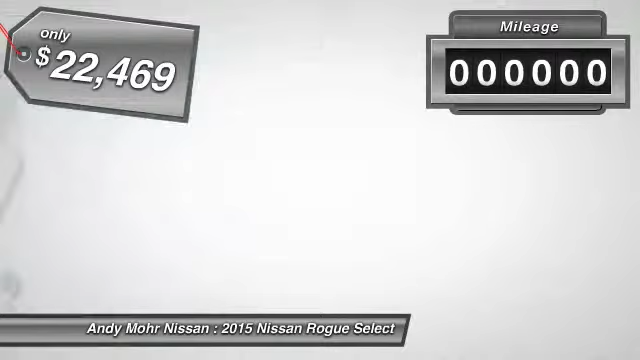 only
$22,469
Mileage
000000
Andy Mohr Nissan : 2015 Nissan Rogue Select